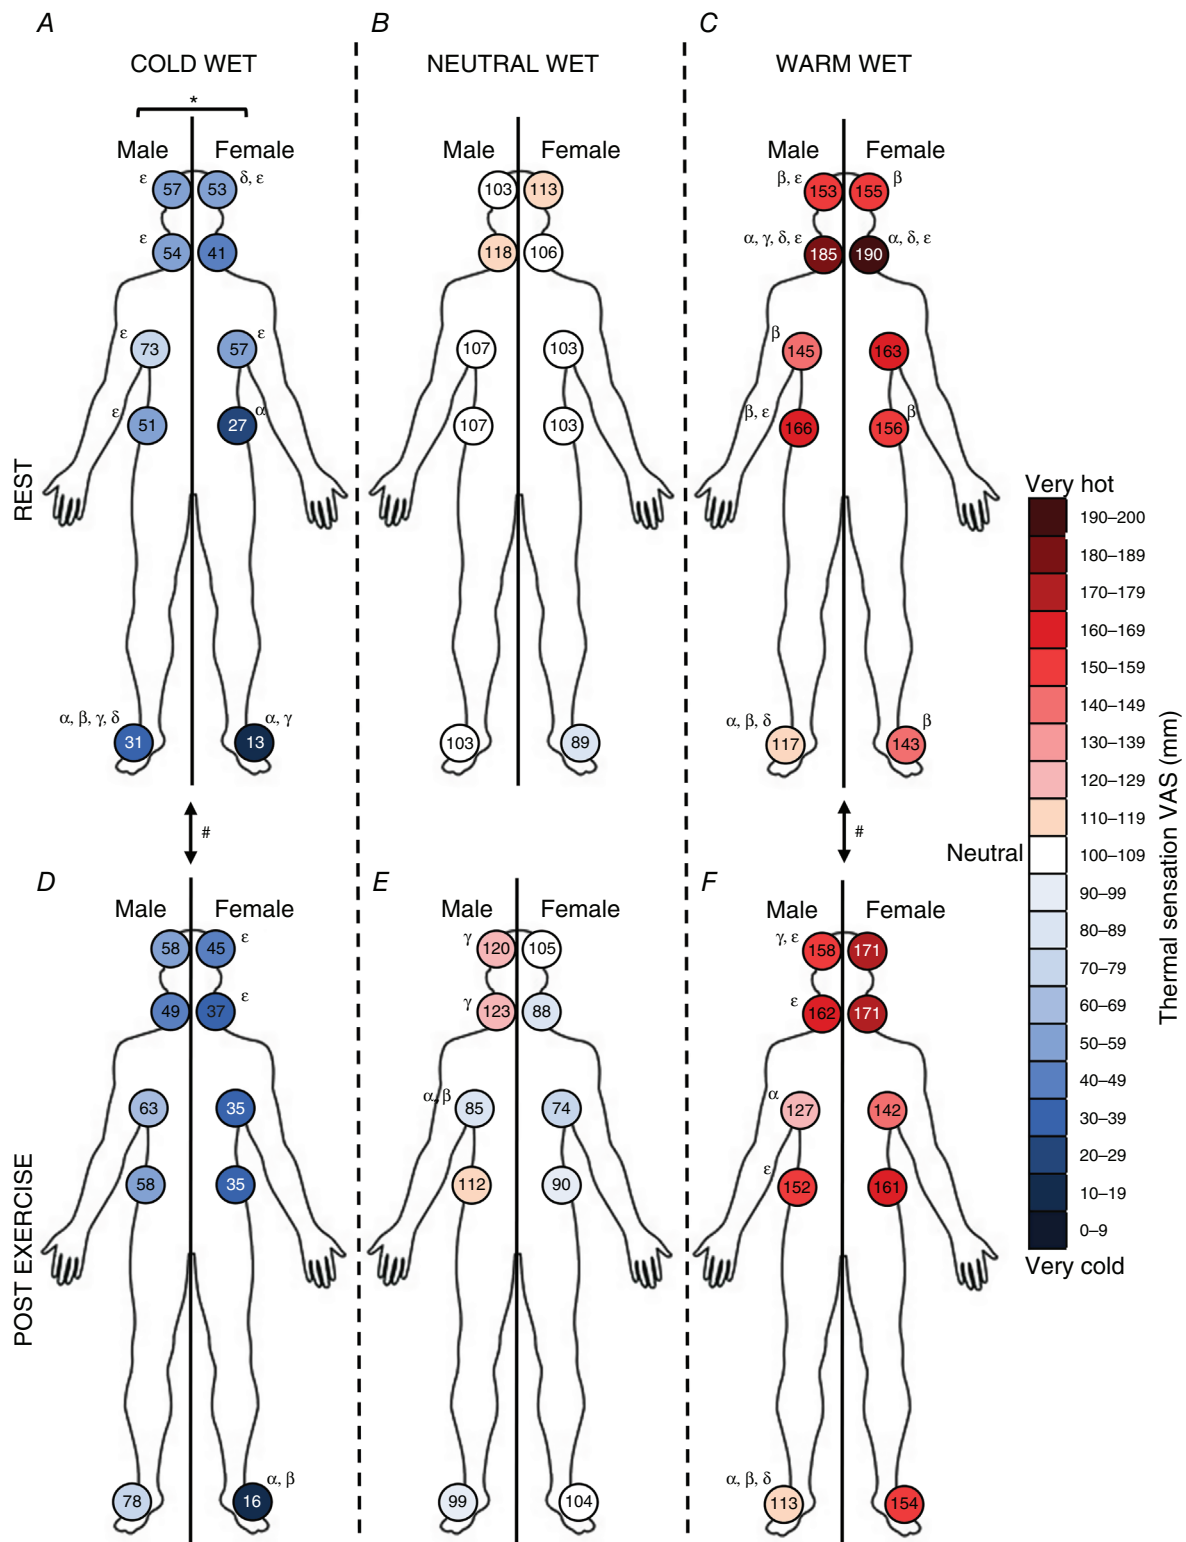 A B C
COLD WET NEUTRAL WET WARM WET
*
Male Female Male Female Male Female
ε 57 53 δ, ε 103 113 β, ε 153 155 β
ε 54 41 118 106 α, γ, δ, ε 185 190 α, δ, ε
ε 73 57 ε 107 103 β 145 163
ε 51 27 α 107 103 β, ε 166 156 β
REST
α, β, γ, δ 31 13 α, γ 103 89 α, β, δ 117 143 β
# #
D E F
Male Female Male Female Male Female
58 45 ε γ 120 105 γ, ε 158 171
49 37 ε γ 123 88 ε 162 171
63 35 α, β 85 74 α 127 142
58 35 112 90 ε 152 161
POST EXERCISE
78 16 α, β 99 104 α, β, δ 113 154
Very hot
190–200
180–189
170–179
160–169
150–159
140–149
130–139
120–129
110–119
Neutral 100–109
90–99
80–89
70–79
60–69
50–59
40–49
30–39
20–29
10–19
0–9
Very cold
Thermal sensation VAS (mm)